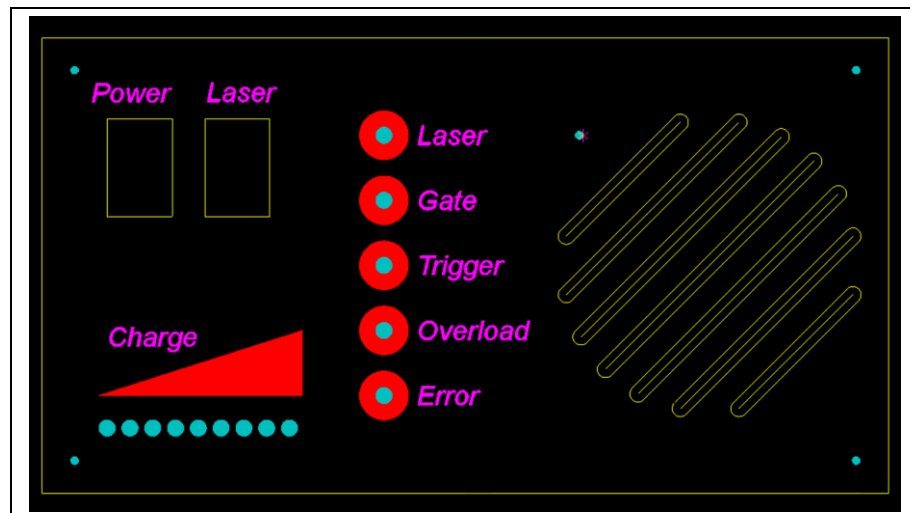 Power Laser
Laser
Gate
Trigger
Overload
Charge
Error